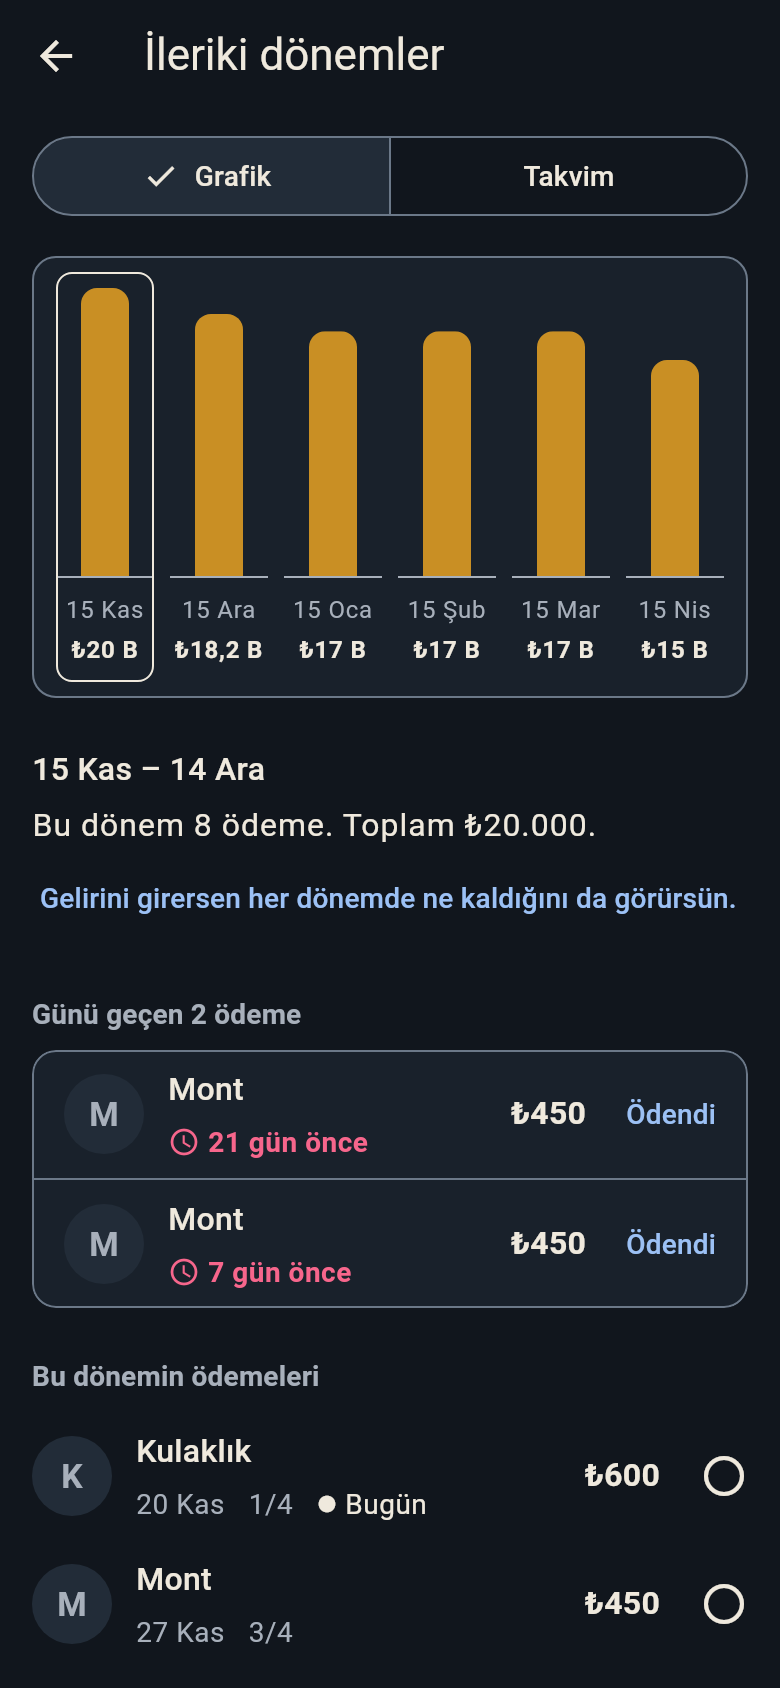 İleriki dönemler
Grafik
Takvim
15 Kas
₺20 B
15 Ara
₺18,2 B
15 Oca
₺17 B
15 Şub
₺17 B
15 Mar
₺17 B
15 Nis
₺15 B
15 Kas – 14 Ara
Bu dönem 8 ödeme. Toplam ₺20.000.
Gelirini girersen her dönemde ne kaldığını da görürsün.
Günü geçen 2 ödeme
M
Mont
21 gün önce
₺450
Ödendi
M
Mont
7 gün önce
₺450
Ödendi
Bu dönemin ödemeleri
K
Kulaklık
20 Kas 1/4 Bugün
₺600
M
Mont
27 Kas 3/4
₺450